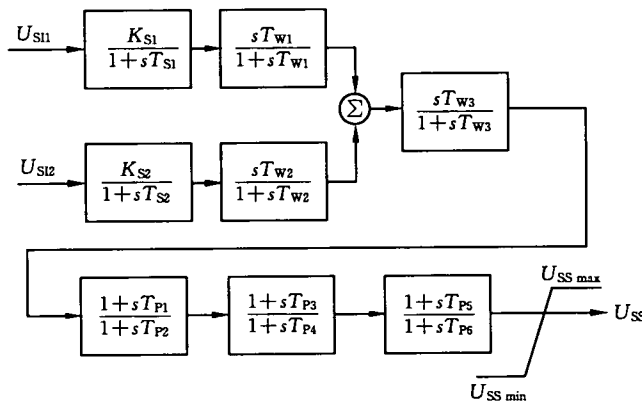 U_SI1
K_S1
1+sT_S1
sT_W1
1+sT_W1
Σ
sT_W3
1+sT_W3
U_SI2
K_S2
1+sT_S2
sT_W2
1+sT_W2
1+sT_P1
1+sT_P2
1+sT_P3
1+sT_P4
1+sT_P5
1+sT_P6
U_SS max
U_SS
U_SS min